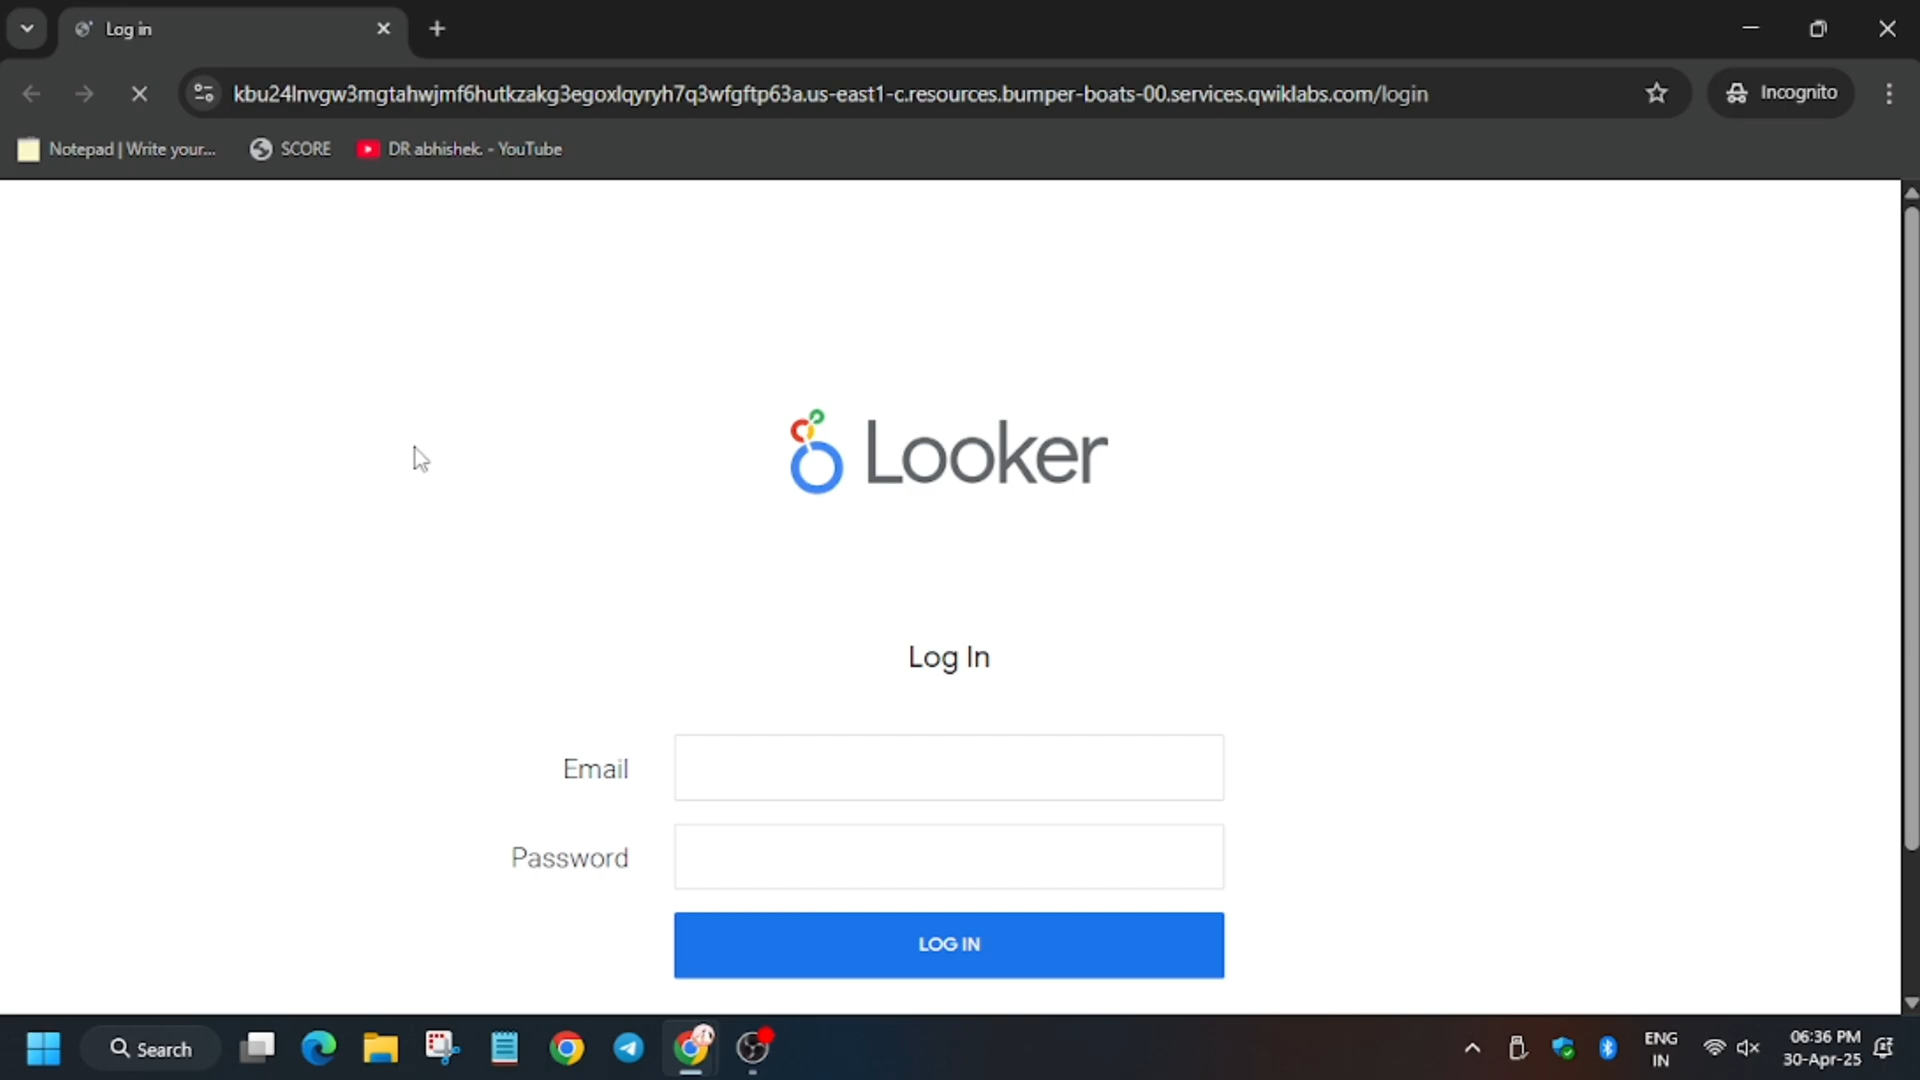 Log in
kbu24lnvgw3mgtahwjmf6hutkzakg3egoxlqyryh7q3wfgftp63a.us-east1-c.resources.bumper-boats-00.services.qwiklabs.com/login
Incognito
Notepad | Write your...
SCORE
DR abhishek. - YouTube
Looker
Log In
Email
Password
LOG IN
Search
ENG
IN
06:36 PM
30-Apr-25